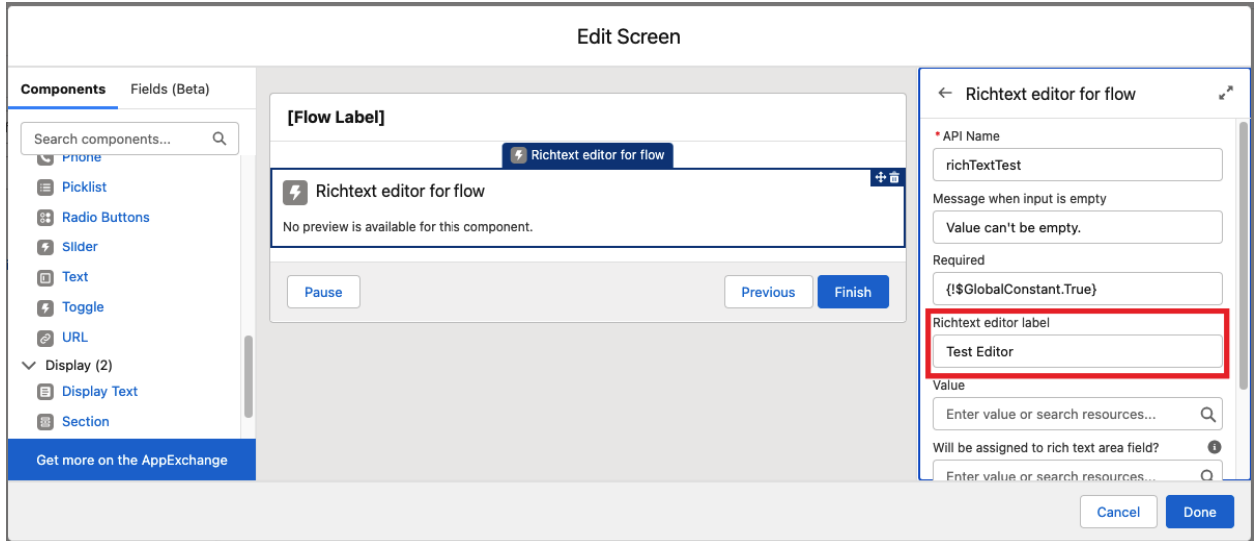 Edit Screen
Components
Fields (Beta)
Search components...
Phone
Picklist
Radio Buttons
Slider
Text
Toggle
URL
Display (2)
Display Text
Section
Get more on the AppExchange
[Flow Label]
Richtext editor for flow
Richtext editor for flow
No preview is available for this component.
Pause
Previous
Finish
Richtext editor for flow
* API Name
richTextTest
Message when input is empty
Value can't be empty.
Required
{!$GlobalConstant.True}
Richtext editor label
Test Editor
Value
Enter value or search resources...
Will be assigned to rich text area field?
Enter value or search resources...
Cancel
Done